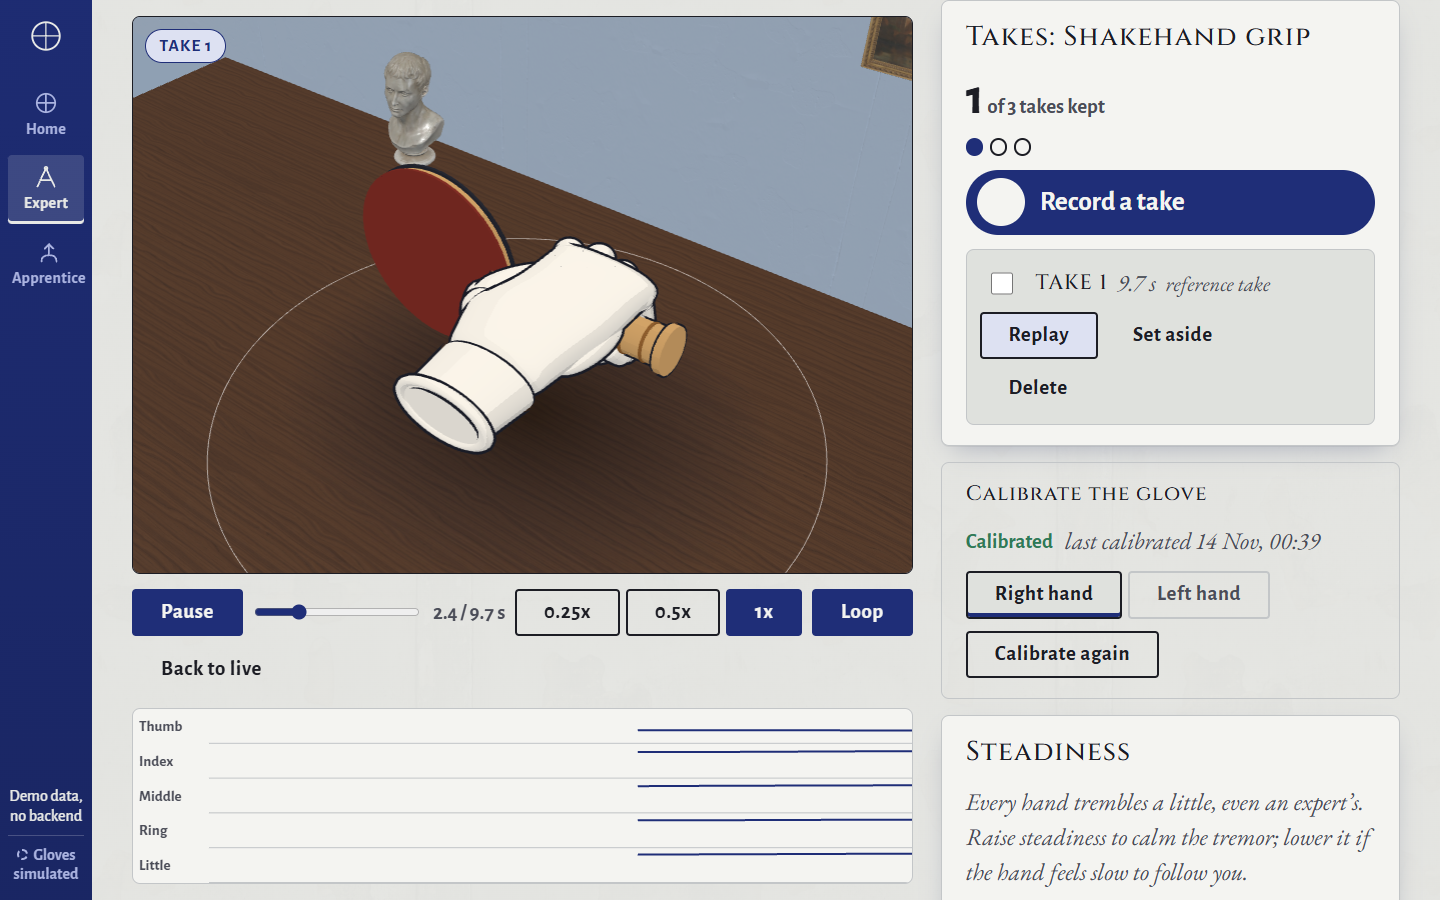 Home
Expert
Apprentice
Demo data,
no backend
Gloves
simulated
TAKE 1
Pause
2.4 / 9.7 s
0.25x
0.5x
1x
Loop
Back to live
Thumb
Index
Middle
Ring
Little
Takes: Shakehand grip
1 of 3 takes kept
Record a take
TAKE 1 9.7 s reference take
Replay
Set aside
Delete
Calibrate the glove
Calibrated last calibrated 14 Nov, 00:39
Right hand
Left hand
Calibrate again
Steadiness
Every hand trembles a little, even an expert’s.
Raise steadiness to calm the tremor; lower it if
the hand feels slow to follow you.